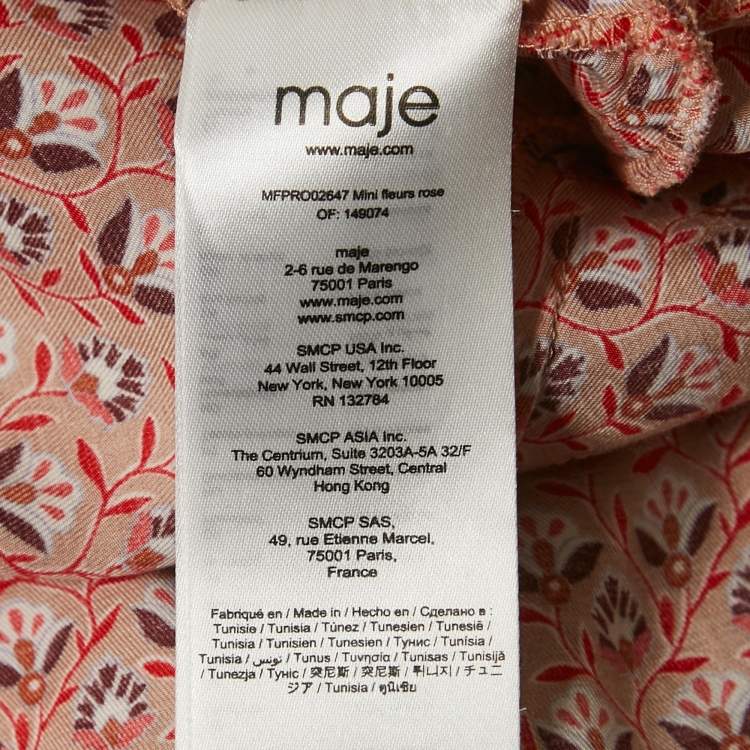 maje
www.maje.com
MFPRO02647 Mini fleurs rose
OF: 149074
maje
2-6 rue de Marengo
75001 Paris
www.maje.com
www.smcp.com
SMCP USA Inc.
44 Wall Street, 12th Floor
New York, New York 10005
RN 132784
SMCP ASIA Inc.
The Centrium, Suite 3203A-5A 32/F
60 Wyndham Street, Central
Hong Kong
SMCP SAS,
49, rue Etienne Marcel,
75001 Paris,
France
Fabriqué en / Made in / Hecho en / Сделано в :
Tunisie / Tunisia / Túnez / Tunesien / Tunesië /
Tunisia / Tunisien / Tunesien / Тунис / Tunísia /
Tunisia / تونس / Tunus / Τυνησία / Tunisas / Tunisijā
/ Tunezja / Туніс / 突尼斯 / 突尼斯 / 튀니지 / チュニ
ジア / Tunisia / ตูนิเซีย